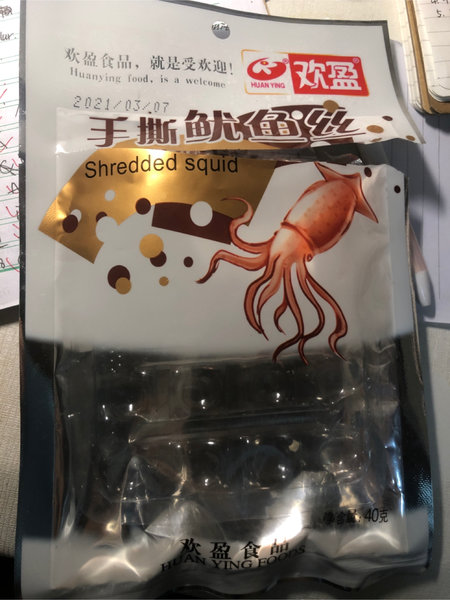 欢盈食品，就是受欢迎！
Huanying food, is a welcome
HUAN YING
欢盈
2021/03/07
手撕鱿鱼丝
Shredded squid
净含量：40克
欢盈食品
HUAN YING FOODS